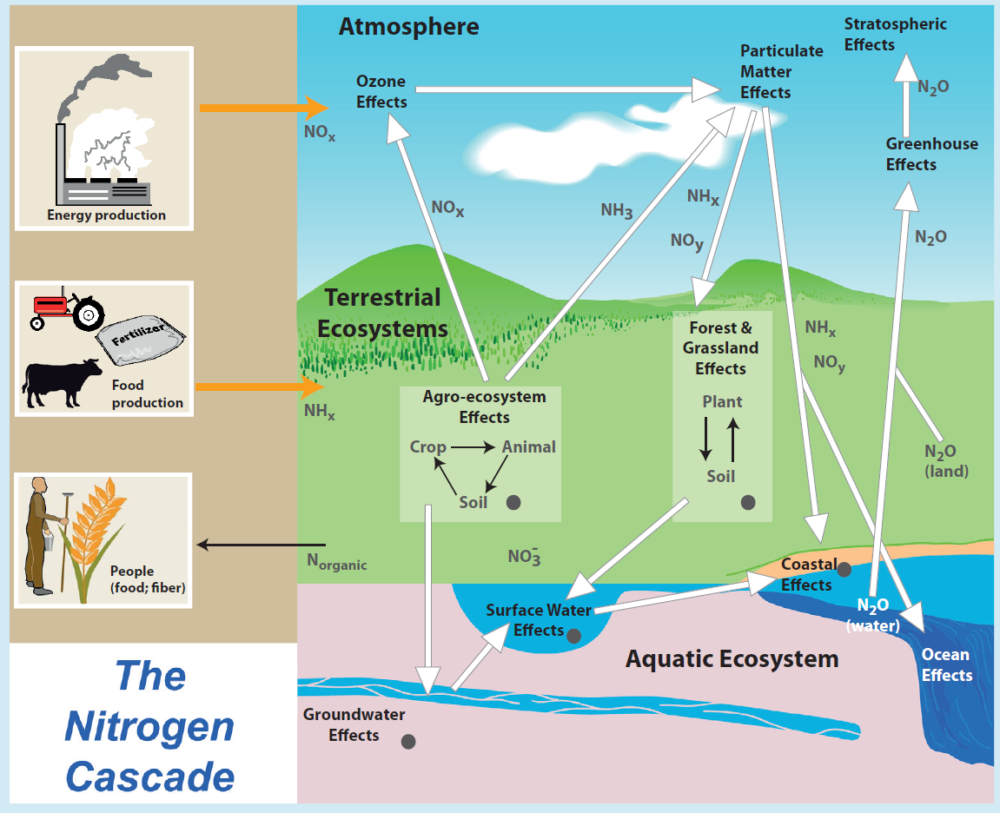 Atmosphere
Stratospheric
Effects
N2O
Particulate
Matter
Effects
Ozone
Effects
NOx
Energy production
Greenhouse
Effects
NOx
NH3
NHx
NOy
N2O
Terrestrial
Ecosystems
Fertilizer
Food
production
NHx
Forest &
Grassland
Effects
Plant
Soil
NHx
NOy
Agro-ecosystem
Effects
Crop
Animal
Soil
N2O
(land)
People
(food; fiber)
Norganic
NO3-
Coastal
Effects
N2O
(water)
Surface Water
Effects
Aquatic Ecosystem
Ocean
Effects
Groundwater
Effects
The
Nitrogen
Cascade